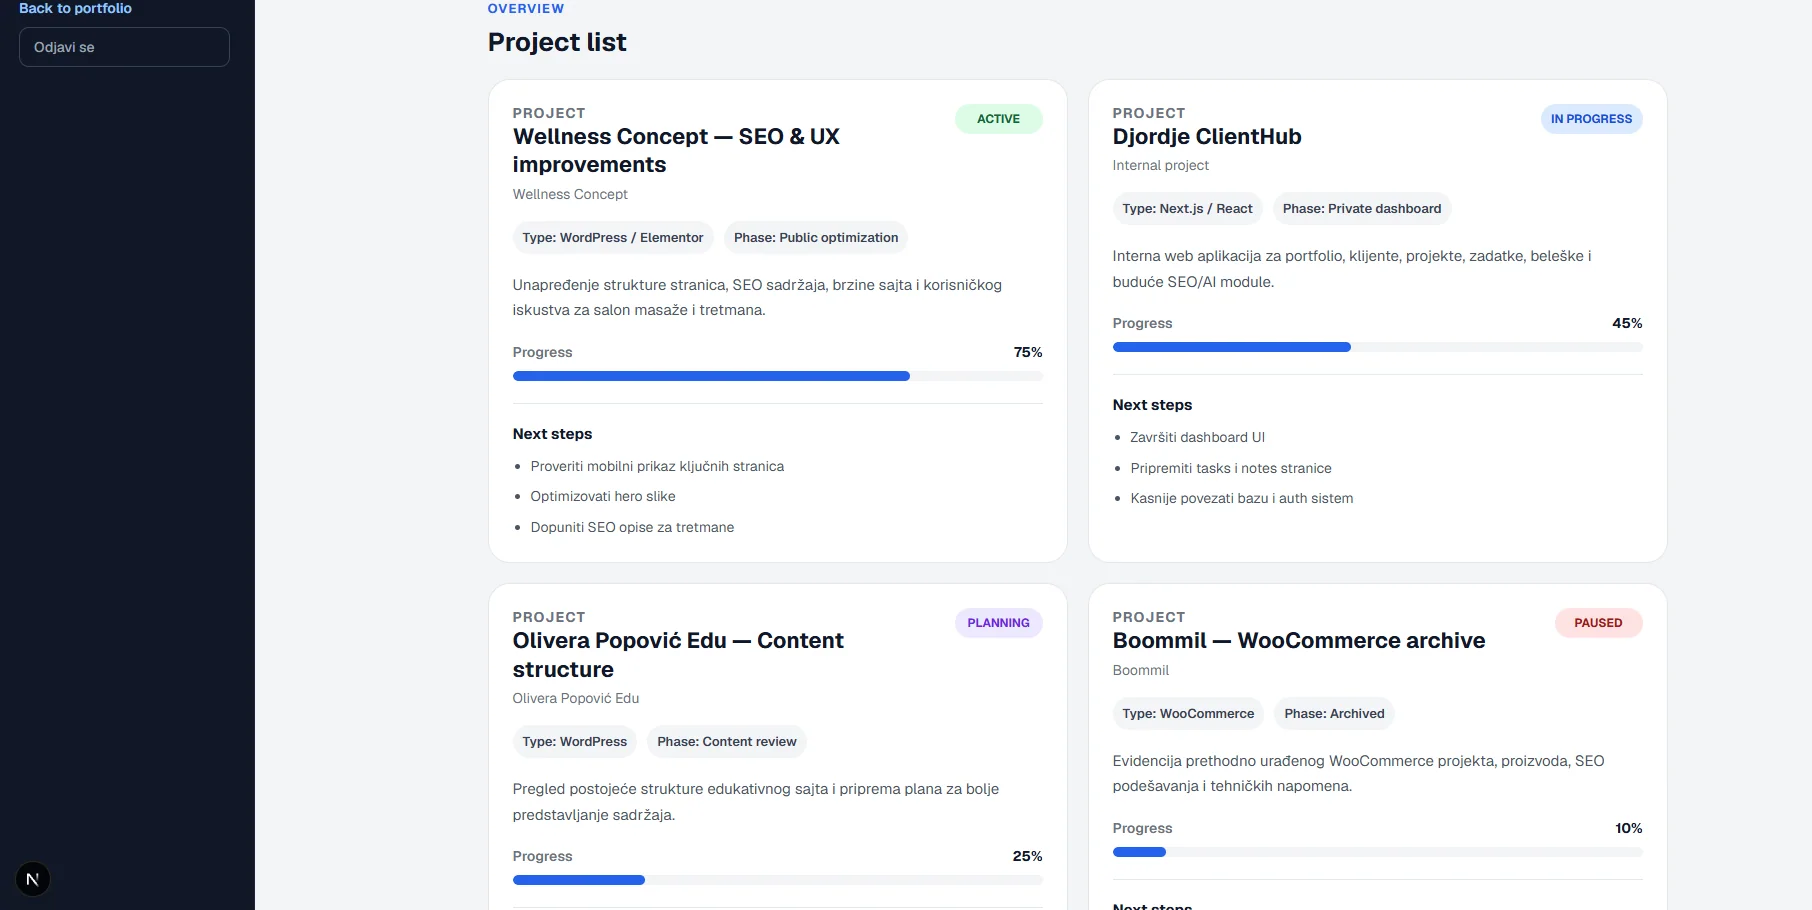 Back to portfolio
Odjavi se
OVERVIEW
Project list
PROJECT
ACTIVE
Wellness Concept — SEO & UX
improvements
Wellness Concept
Type: WordPress / Elementor
Phase: Public optimization
Unapređenje strukture stranica, SEO sadržaja, brzine sajta i korisničkog
iskustva za salon masaže i tretmana.
Progress
75%
Next steps
Proveriti mobilni prikaz ključnih stranica
Optimizovati hero slike
Dopuniti SEO opise za tretmane
PROJECT
IN PROGRESS
Djordje ClientHub
Internal project
Type: Next.js / React
Phase: Private dashboard
Interna web aplikacija za portfolio, klijente, projekte, zadatke, beleške i
buduće SEO/AI module.
Progress
45%
Next steps
Završiti dashboard UI
Pripremiti tasks i notes stranice
Kasnije povezati bazu i auth sistem
PROJECT
PLANNING
Olivera Popović Edu — Content
structure
Olivera Popović Edu
Type: WordPress
Phase: Content review
Pregled postojeće strukture edukativnog sajta i priprema plana za bolje
predstavljanje sadržaja.
Progress
25%
PROJECT
PAUSED
Boommil — WooCommerce archive
Boommil
Type: WooCommerce
Phase: Archived
Evidencija prethodno urađenog WooCommerce projekta, proizvoda, SEO
podešavanja i tehničkih napomena.
Progress
10%
Next steps
N